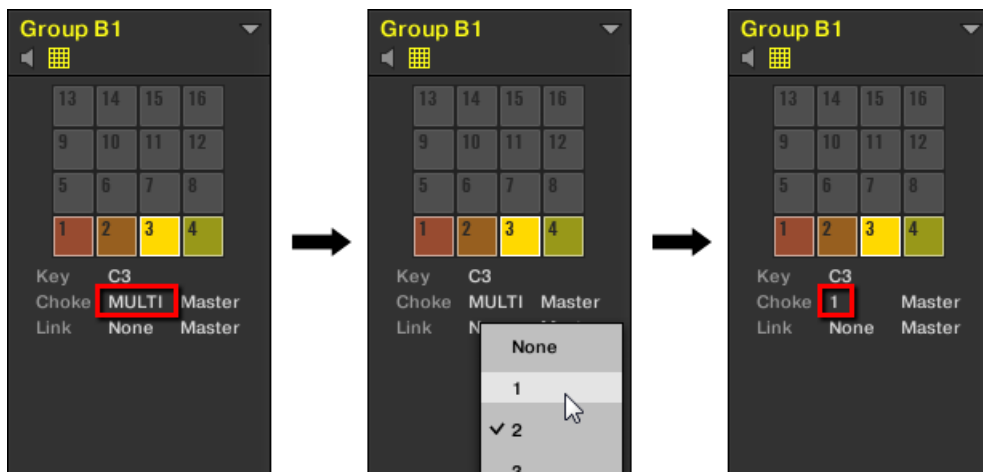 Group B1
13 14 15 16
9 10 11 12
5 6 7 8
1 2 3 4
Key C3
Choke MULTI Master
Link None Master
Group B1
13 14 15 16
9 10 11 12
5 6 7 8
1 2 3 4
Key C3
Choke MULTI Master
Link
None
1
2
Group B1
13 14 15 16
9 10 11 12
5 6 7 8
1 2 3 4
Key C3
Choke 1 Master
Link None Master